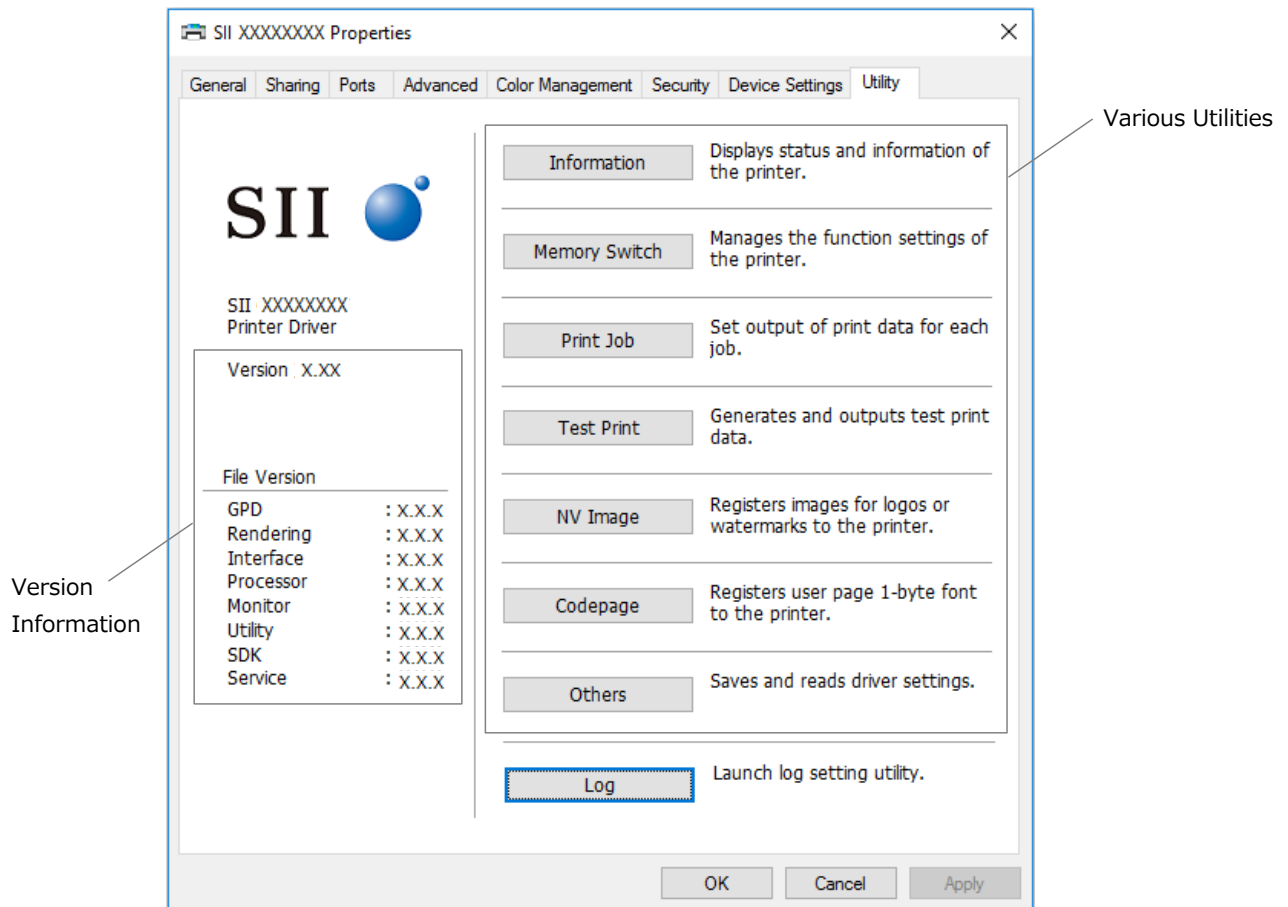 SII XXXXXXXX Properties
General Sharing Ports Advanced Color Management Security Device Settings Utility
Various Utilities
SII
SII XXXXXXXX
Printer Driver
Version X.XX
File Version
GPD : X.X.X
Rendering : X.X.X
Interface : X.X.X
Processor : X.X.X
Monitor : X.X.X
Utility : X.X.X
SDK : X.X.X
Service : X.X.X
Version
Information
Information
Displays status and information of
the printer.
Memory Switch
Manages the function settings of
the printer.
Print Job
Set output of print data for each
job.
Test Print
Generates and outputs test print
data.
NV Image
Registers images for logos or
watermarks to the printer.
Codepage
Registers user page 1-byte font
to the printer.
Others
Saves and reads driver settings.
Log
Launch log setting utility.
OK Cancel Apply